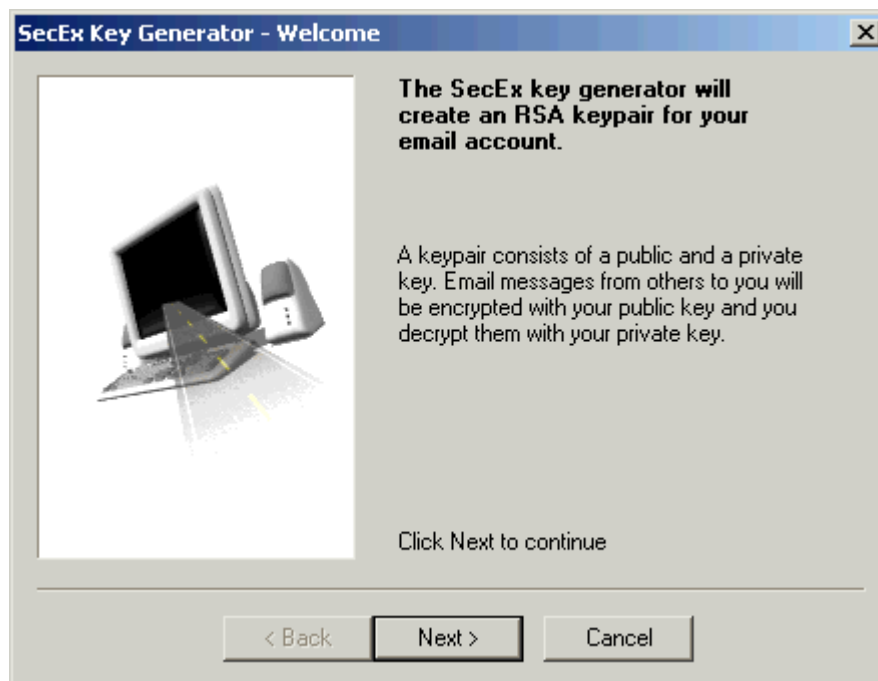 SecEx Key Generator - Welcome
The SecEx key generator will
create an RSA keypair for your
email account.
A keypair consists of a public and a private
key. Email messages from others to you will
be encrypted with your public key and you
decrypt them with your private key.
Click Next to continue
< Back
Next >
Cancel